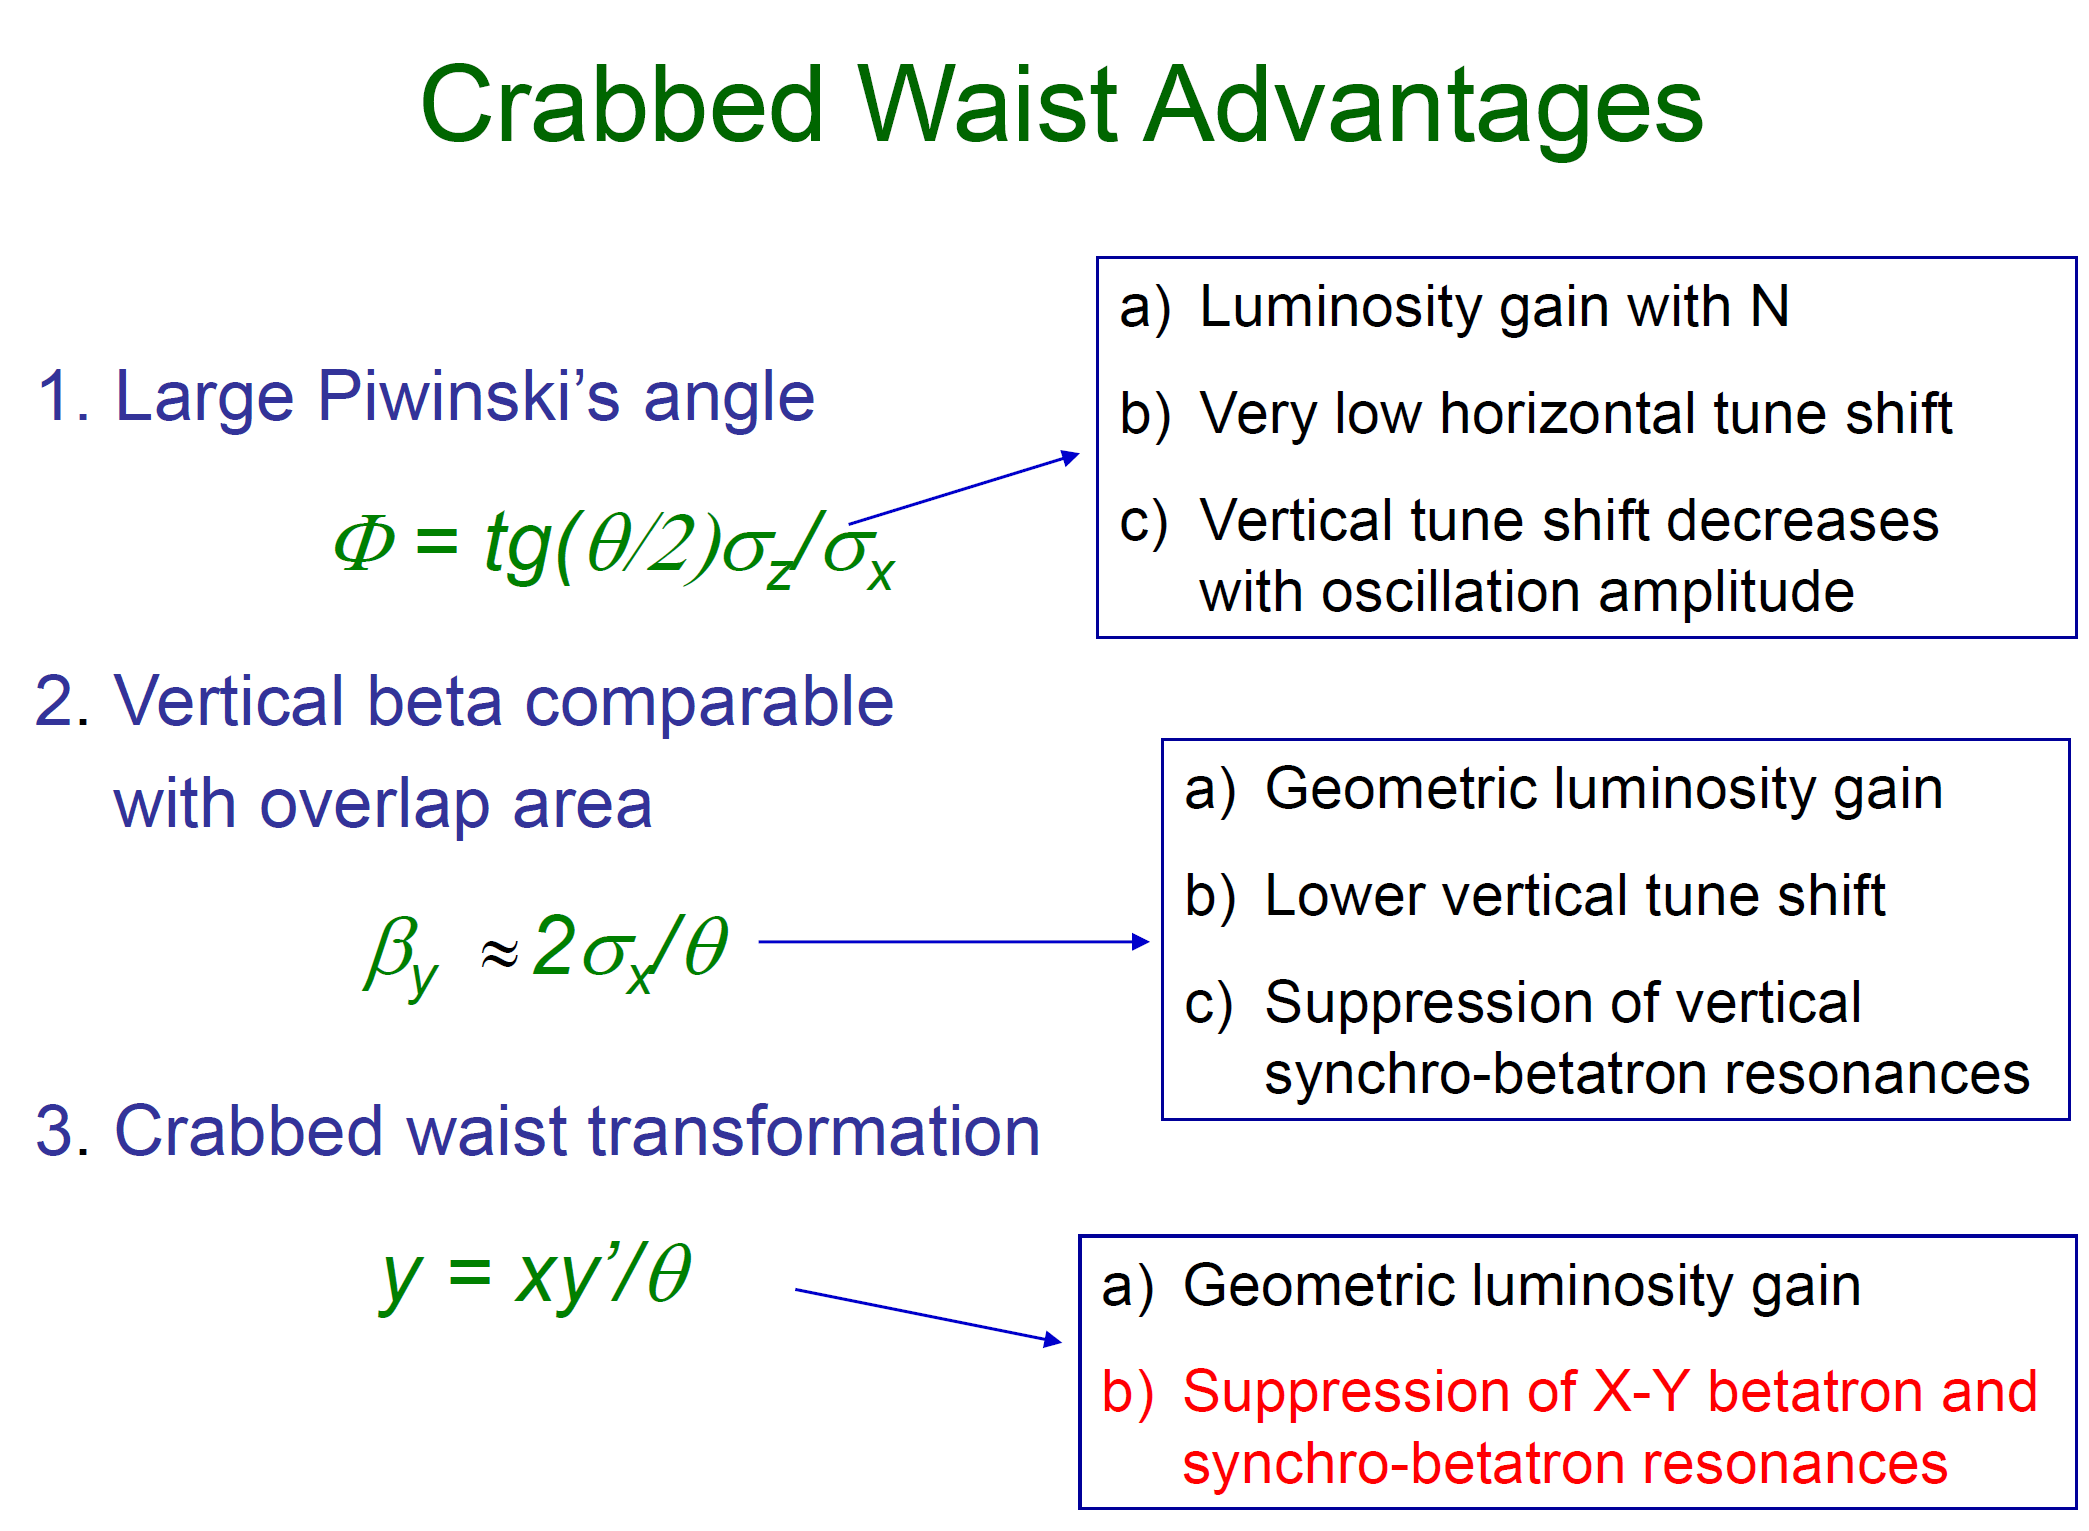 Crabbed Waist Advantages
1. Large Piwinski’s angle
Φ = tg(θ/2)σz/σx
a) Luminosity gain with N
b) Very low horizontal tune shift
c) Vertical tune shift decreases
with oscillation amplitude
2. Vertical beta comparable
with overlap area
βy ≈ 2σx/θ
a) Geometric luminosity gain
b) Lower vertical tune shift
c) Suppression of vertical
synchro-betatron resonances
3. Crabbed waist transformation
y = xy’/θ
a) Geometric luminosity gain
b) Suppression of X-Y betatron and
synchro-betatron resonances